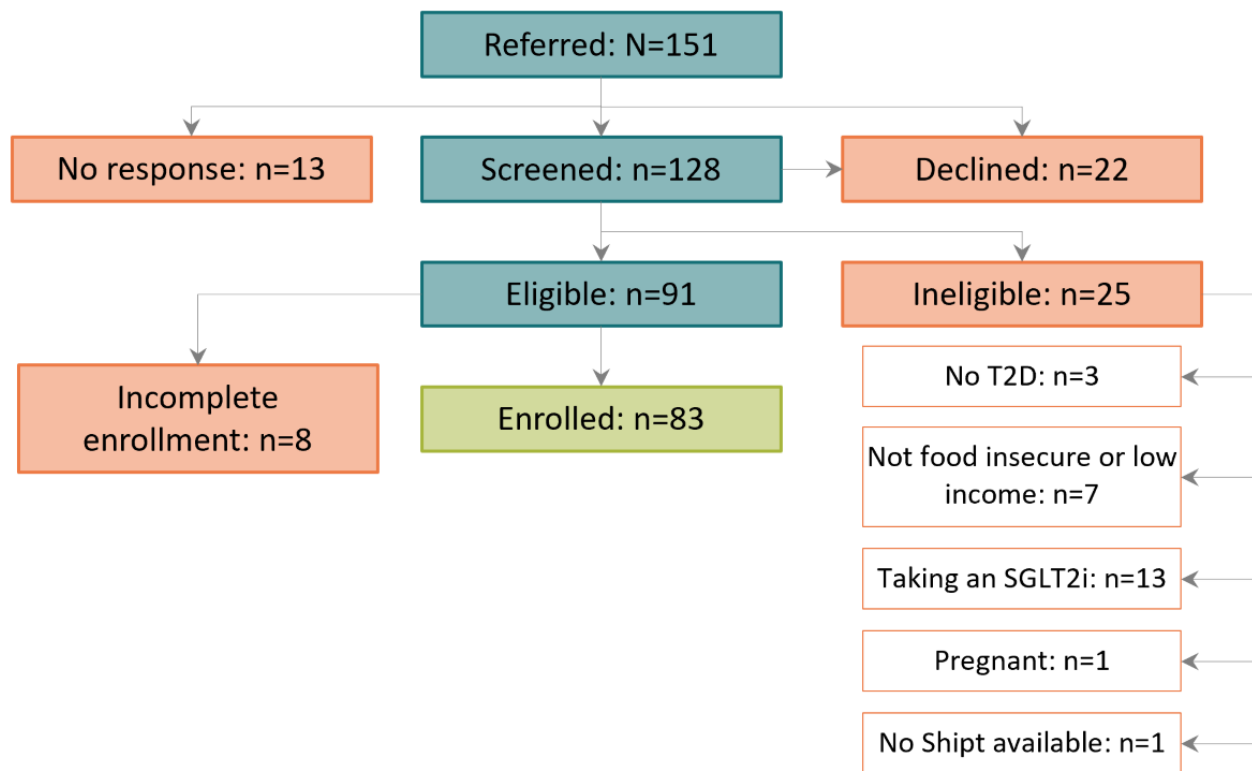 Referred: N=151
No response: n=13
Screened: n=128
Declined: n=22
Eligible: n=91
Ineligible: n=25
Incomplete
enrollment: n=8
Enrolled: n=83
No T2D: n=3
Not food insecure or low
income: n=7
Taking an SGLT2i: n=13
Pregnant: n=1
No Shipt available: n=1